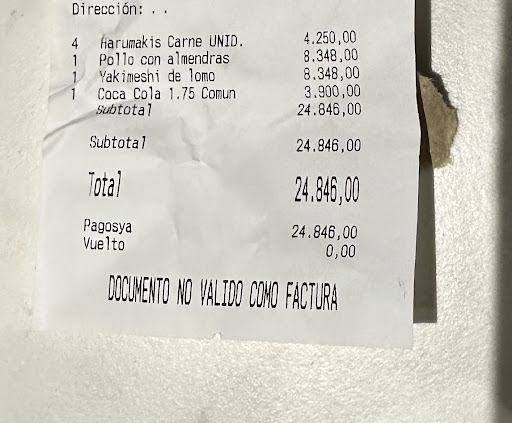 Dirección: . .
4 Harumakis Carne UNID. 4.250,00
1 Pollo con almendras 8.348,00
1 Yakimeshi de lomo 8.348,00
1 Coca Cola 1.75 Comun 3.900,00
Subtotal 24.846,00
Subtotal 24.846,00
Total 24.846,00
Pagosya 24.846,00
Vuelto 0,00
DOCUMENTO NO VALIDO COMO FACTURA